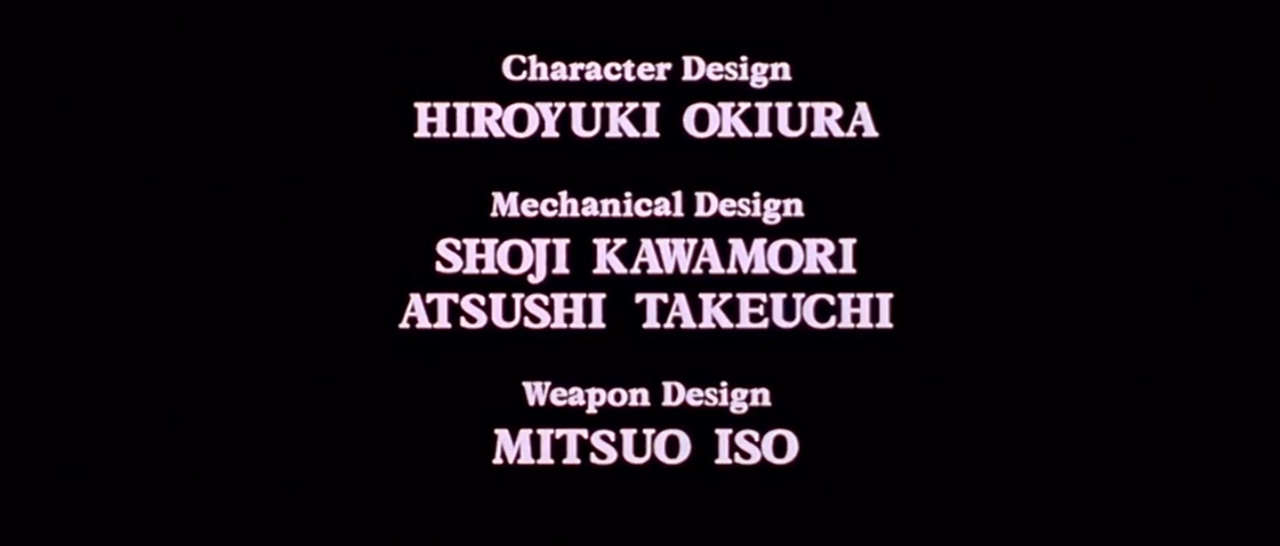 Character Design
HIROYUKI OKIURA
Mechanical Design
SHOJI KAWAMORI
ATSUSHI TAKEUCHI
Weapon Design
MITSUO ISO